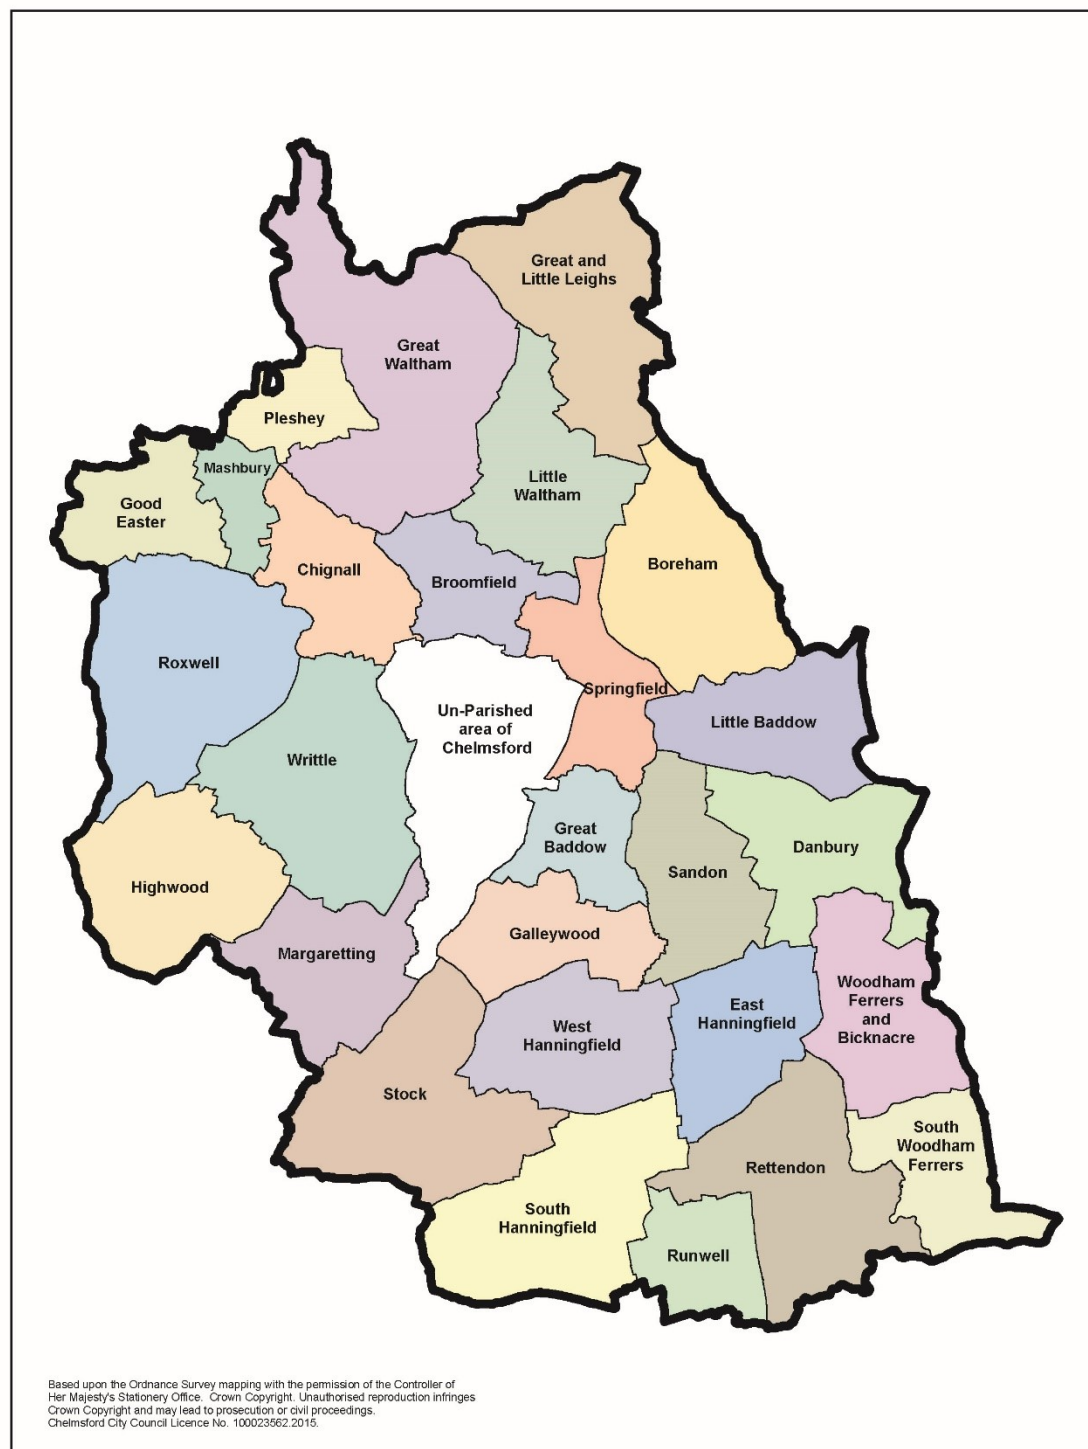 Great and
Little Leighs
Great
Waltham
Pleshey
Mashbury
Little
Waltham
Good
Easter
Chignall
Broomfield
Boreham
Roxwell
Springfield
Un-Parished
area of
Chelmsford
Little Baddow
Writtle
Great
Baddow
Danbury
Sandon
Highwood
Galleywood
Margaretting
Woodham
Ferrers
and
Bicknacre
East
Hanningfield
West
Hanningfield
Stock
South
Woodham
Ferrers
Rettendon
South
Hanningfield
Runwell
Based upon the Ordnance Survey mapping with the permission of the Controller of
Her Majesty's Stationery Office.  Crown Copyright. Unauthorised reproduction infringes
Crown Copyright and may lead to prosecution or civil proceedings.
Chelmsford City Council Licence No. 100023562.2015.